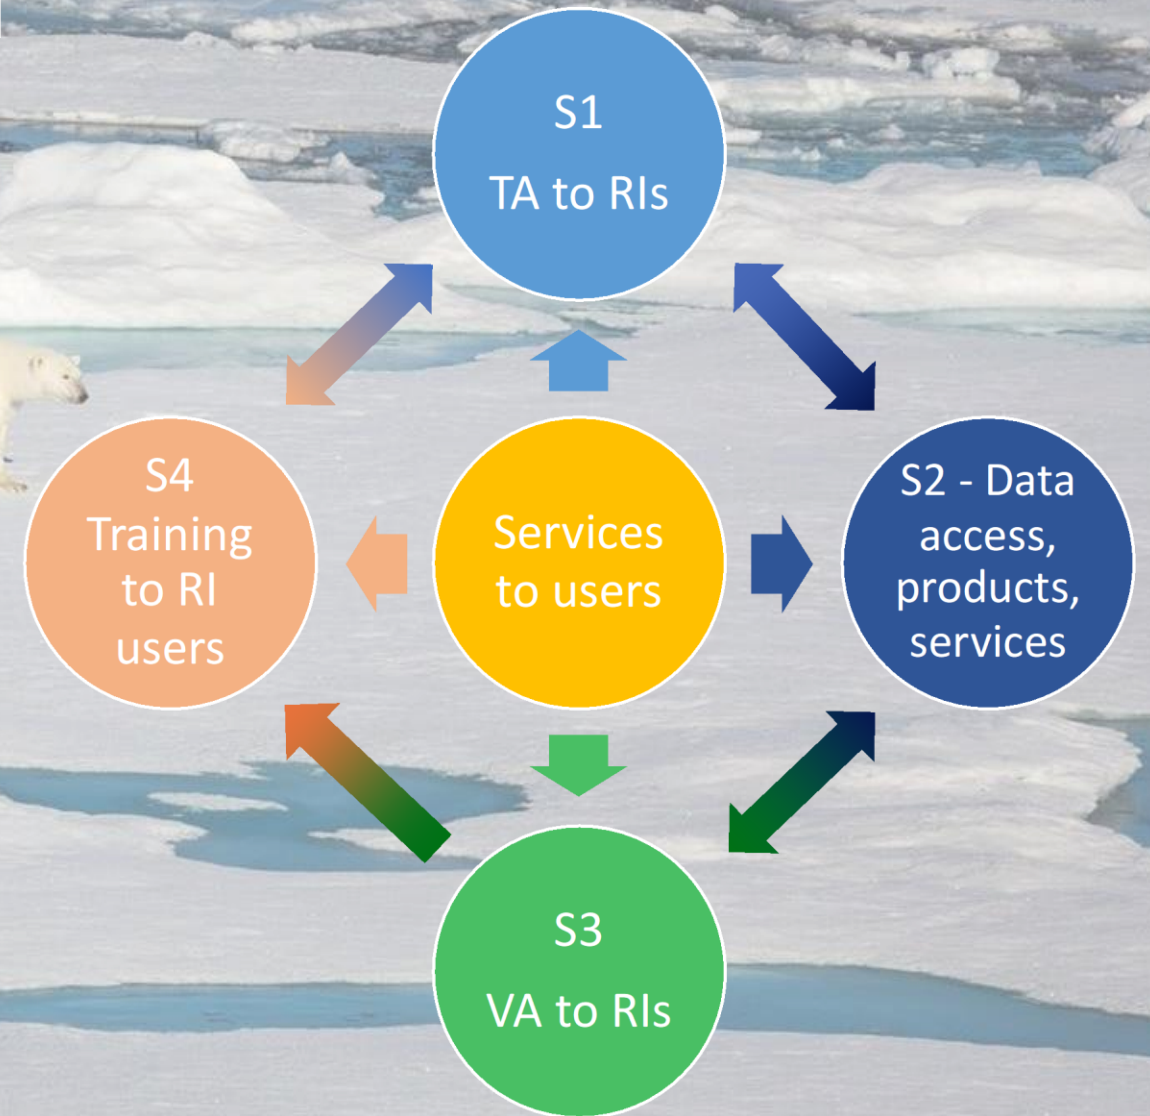 S1
TA to RIs
S4
Training
to RI
users
Services
to users
S2 - Data
access,
products,
services
S3
VA to RIs